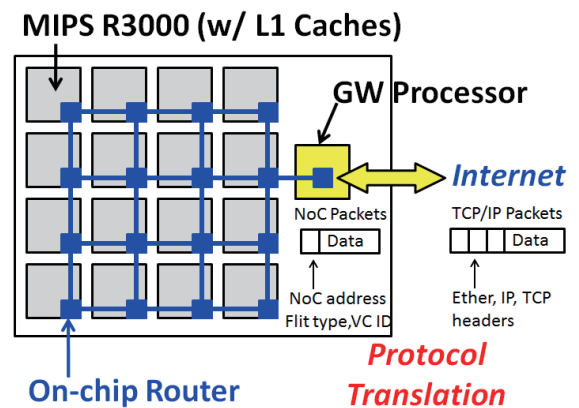 MIPS R3000 (w/ L1 Caches)
GW Processor
Internet
NoC Packets
TCP/IP Packets
Data
Data
NoC address
Flit type,VC ID
Ether, IP, TCP
headers
Protocol
Translation
On-chip Router